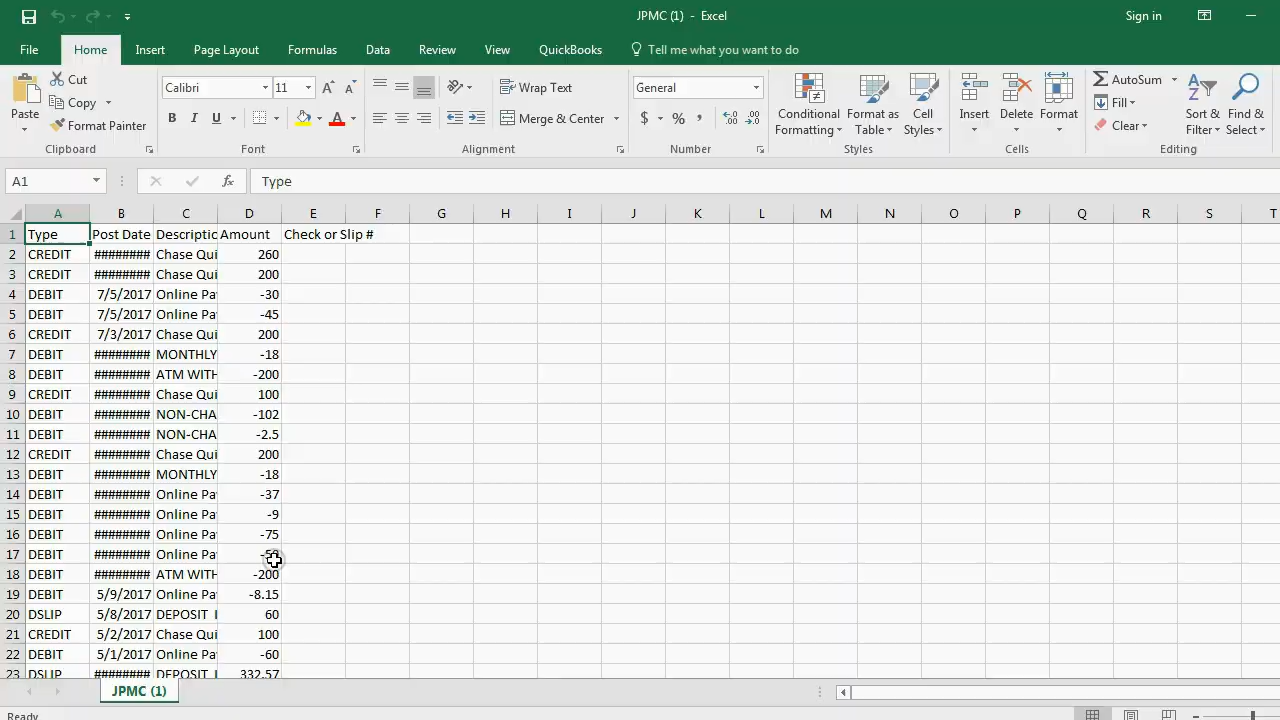 JPMC (1) - Excel
Sign in
File Home Insert Page Layout Formulas Data Review View QuickBooks Tell me what you want to do
Paste
Cut
Copy
Format Painter
Clipboard
Calibri 11
B I U
Font
Wrap Text
Merge & Center
Alignment
General
$ % ,
Number
Conditional Formatting
Format as Table
Cell Styles
Styles
Insert
Delete
Format
Cells
AutoSum
Fill
Clear
Sort & Filter
Find & Select
Editing
A1 fx Type
A B C D E F G H I J K L M N O P Q R S T
1 Type Post Date Descriptic Amount Check or Slip #
2 CREDIT ######## Chase Qui 260
3 CREDIT ######## Chase Qui 200
4 DEBIT 7/5/2017 Online Pa -30
5 DEBIT 7/5/2017 Online Pa -45
6 CREDIT 7/3/2017 Chase Qui 200
7 DEBIT ######## MONTHLY -18
8 DEBIT ######## ATM WITH -200
9 CREDIT ######## Chase Qui 100
10 DEBIT ######## NON-CHA -102
11 DEBIT ######## NON-CHA -2.5
12 CREDIT ######## Chase Qui 200
13 DEBIT ######## MONTHLY -18
14 DEBIT ######## Online Pa -37
15 DEBIT ######## Online Pa -9
16 DEBIT ######## Online Pa -75
17 DEBIT ######## Online Pa
18 DEBIT ######## ATM WITH -200
19 DEBIT 5/9/2017 Online Pa -8.15
20 DSLIP 5/8/2017 DEPOSIT I 60
21 CREDIT 5/2/2017 Chase Qui 100
22 DEBIT 5/1/2017 Online Pa -60
23 DSLIP ######## DEPOSIT I 332.57
JPMC (1)
Ready